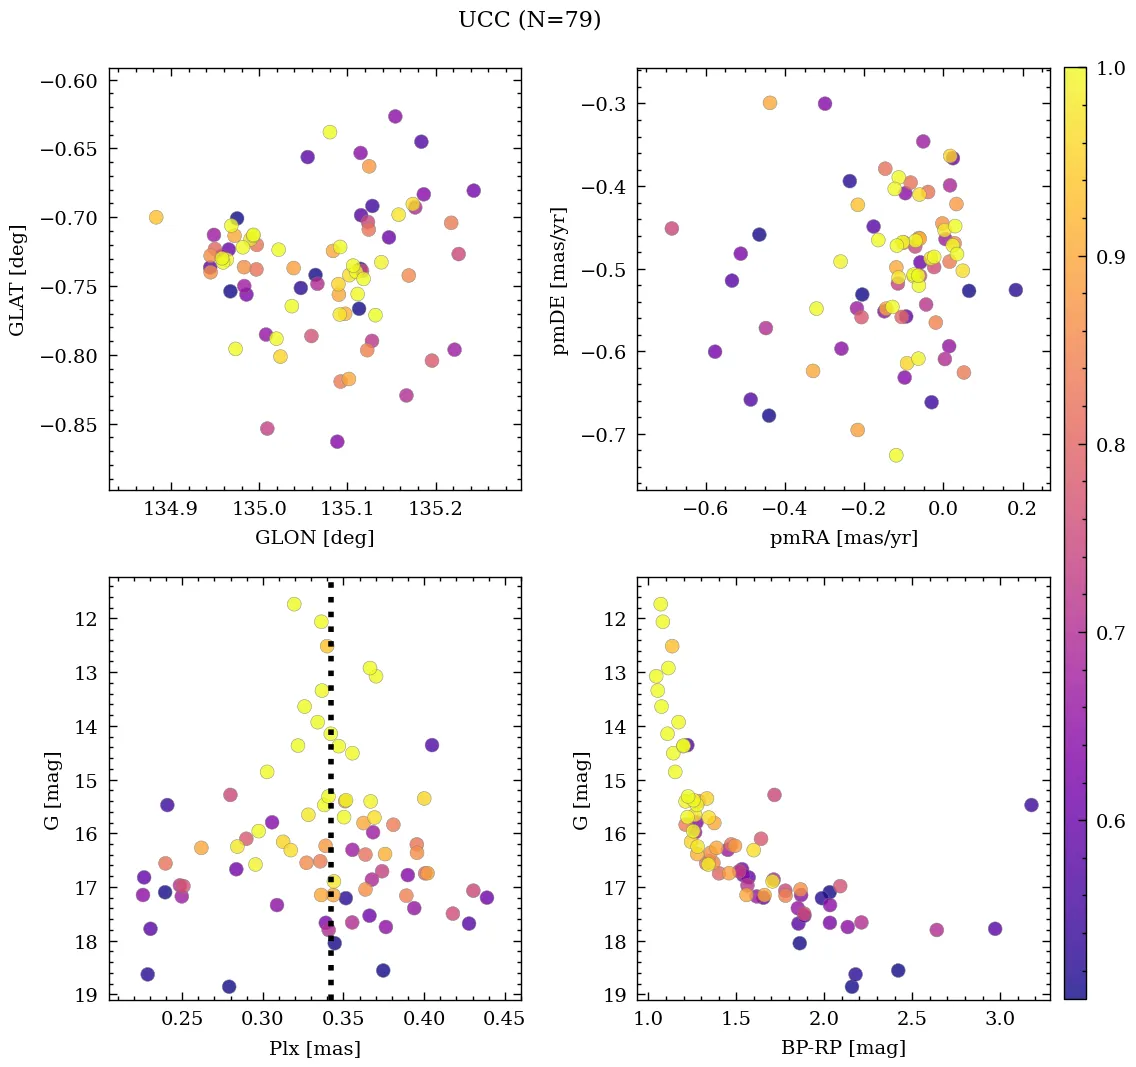 UCC (N=79)
−0.60
−0.65
−0.70
−0.75
−0.80
−0.85
GLAT [deg]
134.9 135.0 135.1 135.2
GLON [deg]
−0.3
−0.4
−0.5
−0.6
−0.7
pmDE [mas/yr]
−0.6 −0.4 −0.2 0.0 0.2
pmRA [mas/yr]
12
13
14
15
16
17
18
19
G [mag]
0.25 0.30 0.35 0.40 0.45
Plx [mas]
12
13
14
15
16
17
18
19
G [mag]
1.0 1.5 2.0 2.5 3.0
BP-RP [mag]
1.0
0.9
0.8
0.7
0.6